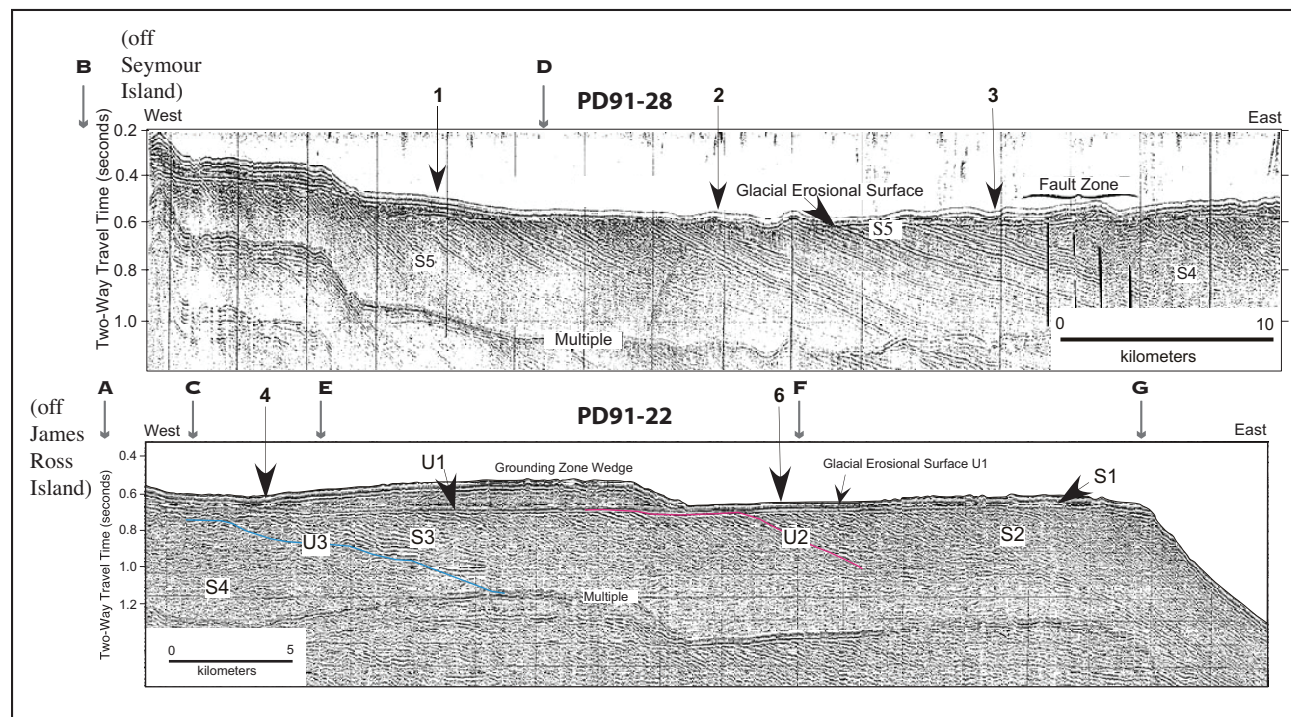 (off
Seymour
Island)
B
D
1
PD91-28
2
3
West
East
Two-Way Travel Time (seconds)
0.2
0.4
0.6
0.8
1.0
Glacial Erosional Surface
Fault Zone
S5
S5
S4
Multiple
0 10
kilometers
A
C
4
E
PD91-22
6
F
G
(off
James
Ross
Island)
West
East
Two-Way Travel Time (seconds)
0.4
0.6
0.8
1.0
1.2
U1
Grounding Zone Wedge
Glacial Erosional Surface U1
S1
U3
S3
U2
S2
S4
Multiple
0 5
kilometers